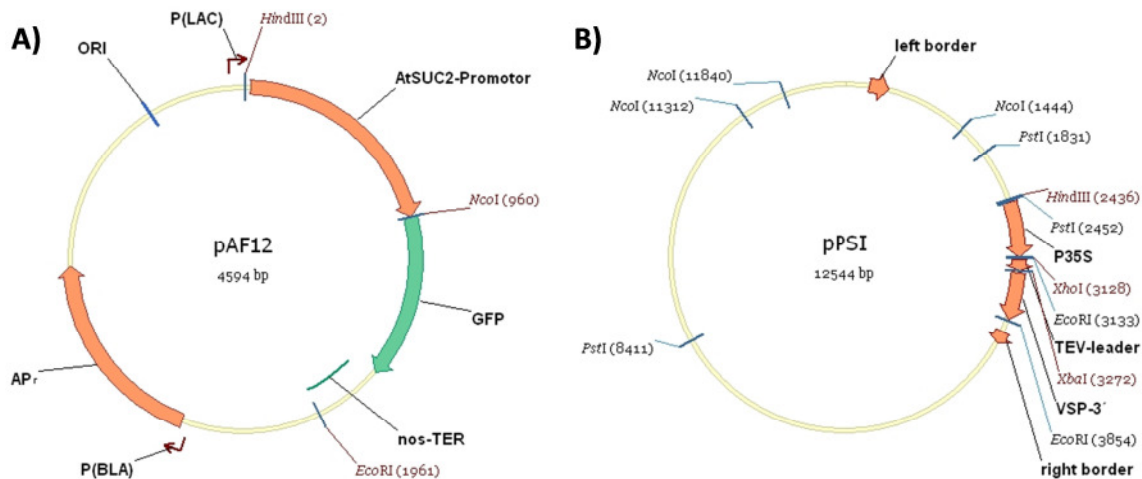 A)
P(LAC)
HindIII (2)
ORI
AtSUC2-Promotor
NcoI (960)
pAF12
4594 bp
GFP
APr
nos-TER
P(BLA)
EcoRI (1961)
B)
left border
NcoI (11840)
NcoI (11312)
NcoI (1444)
PstI (1831)
HindIII (2436)
PstI (2452)
P35S
pPSI
12544 bp
XhoI (3128)
EcoRI (3133)
TEV-leader
PstI (8411)
XbaI (3272)
VSP-3´
EcoRI (3854)
right border